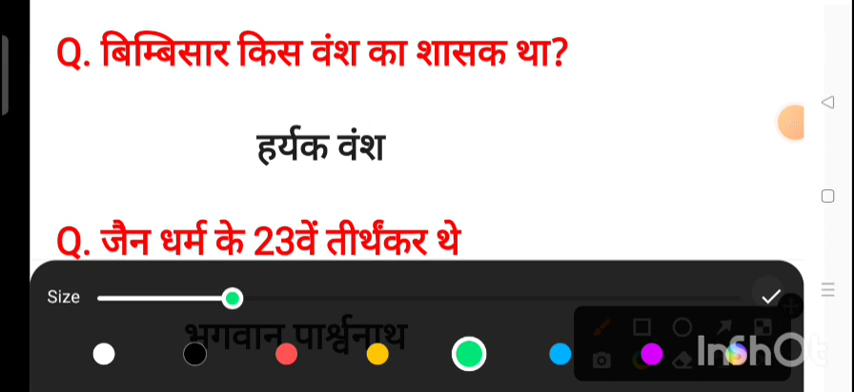 Q. बिम्बिसार किस वंश का शासक था?
हर्यक वंश
Q. जैन धर्म के 23वें तीर्थंकर थे
Size
भगवान पार्श्वनाथ
InShOt